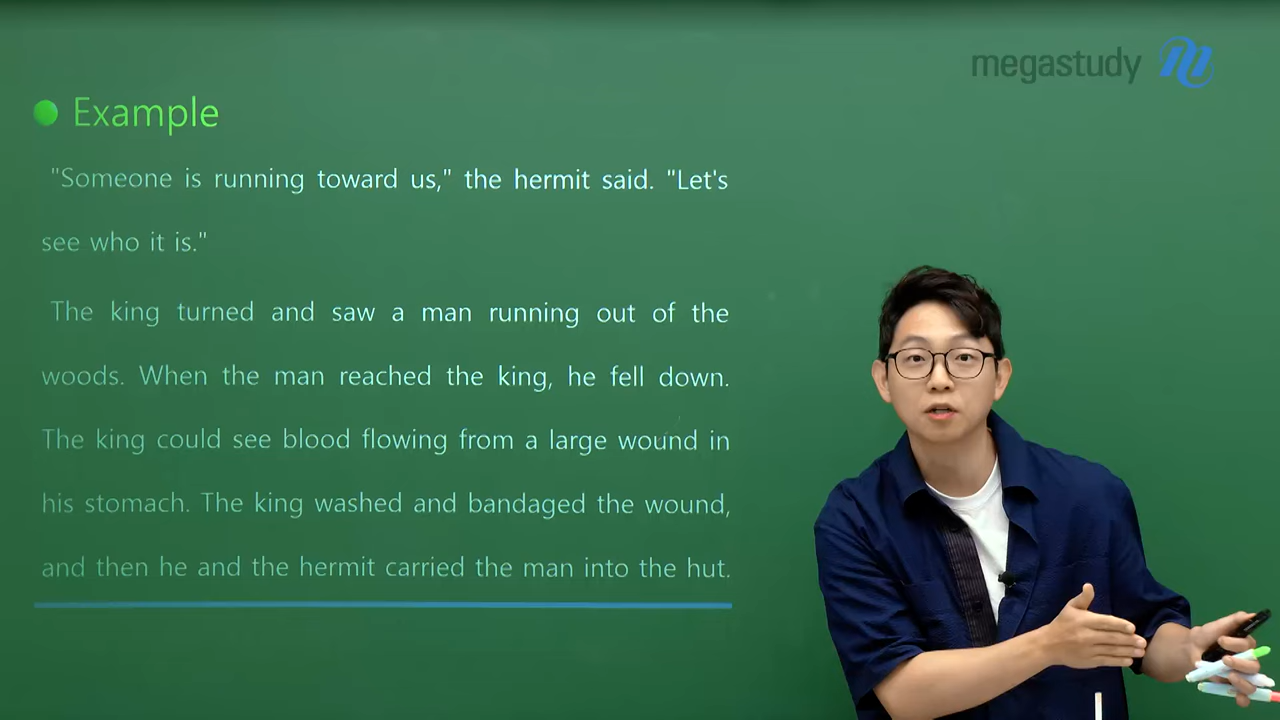 megastudy
Example
"Someone is running toward us," the hermit said. "Let's
see who it is."
The king turned and saw a man running out of the
woods. When the man reached the king, he fell down.
The king could see blood flowing from a large wound in
his stomach. The king washed and bandaged the wound,
and then he and the hermit carried the man into the hut.